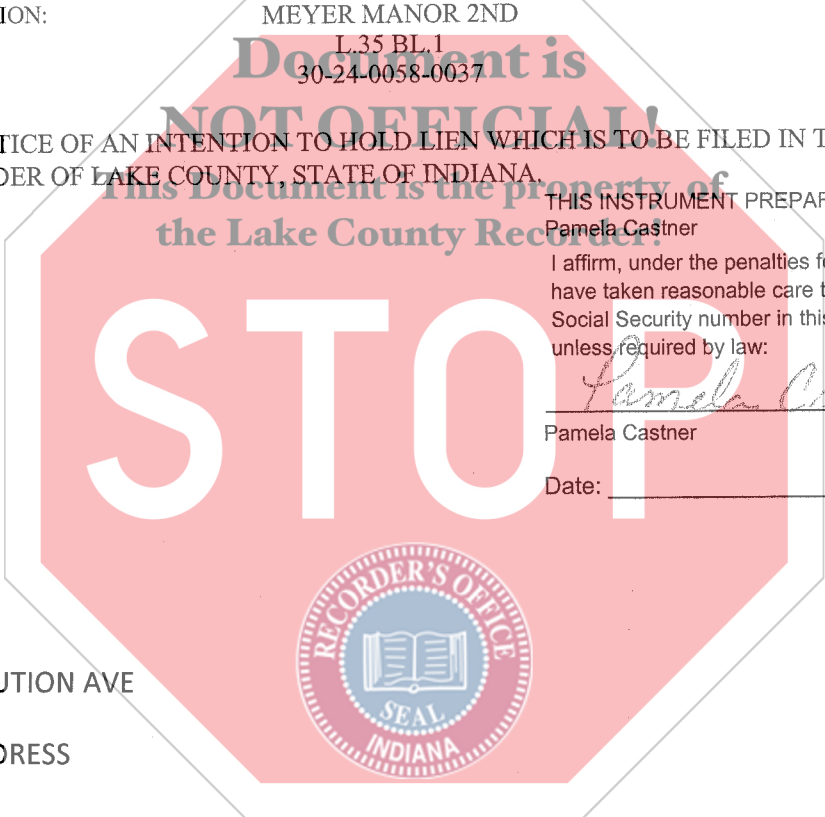 ION: MEYER MANOR 2ND
L.35 BL.1
30-24-0058-0037
Document is
NOT OFFICIAL!
This Document is the property of
the Lake County Recorder!
TICE OF AN INTENTION TO HOLD LIEN WHICH IS TO BE FILED IN T
DER OF LAKE COUNTY, STATE OF INDIANA.
THIS INSTRUMENT PREPAR
Pamela Castner
I affirm, under the penalties f
have taken reasonable care t
Social Security number in this
unless required by law:
Pamela C
Pamela Castner
Date:
STOP
RECORDER'S OFFICE
SEAL
INDIANA
UTION AVE
DRESS